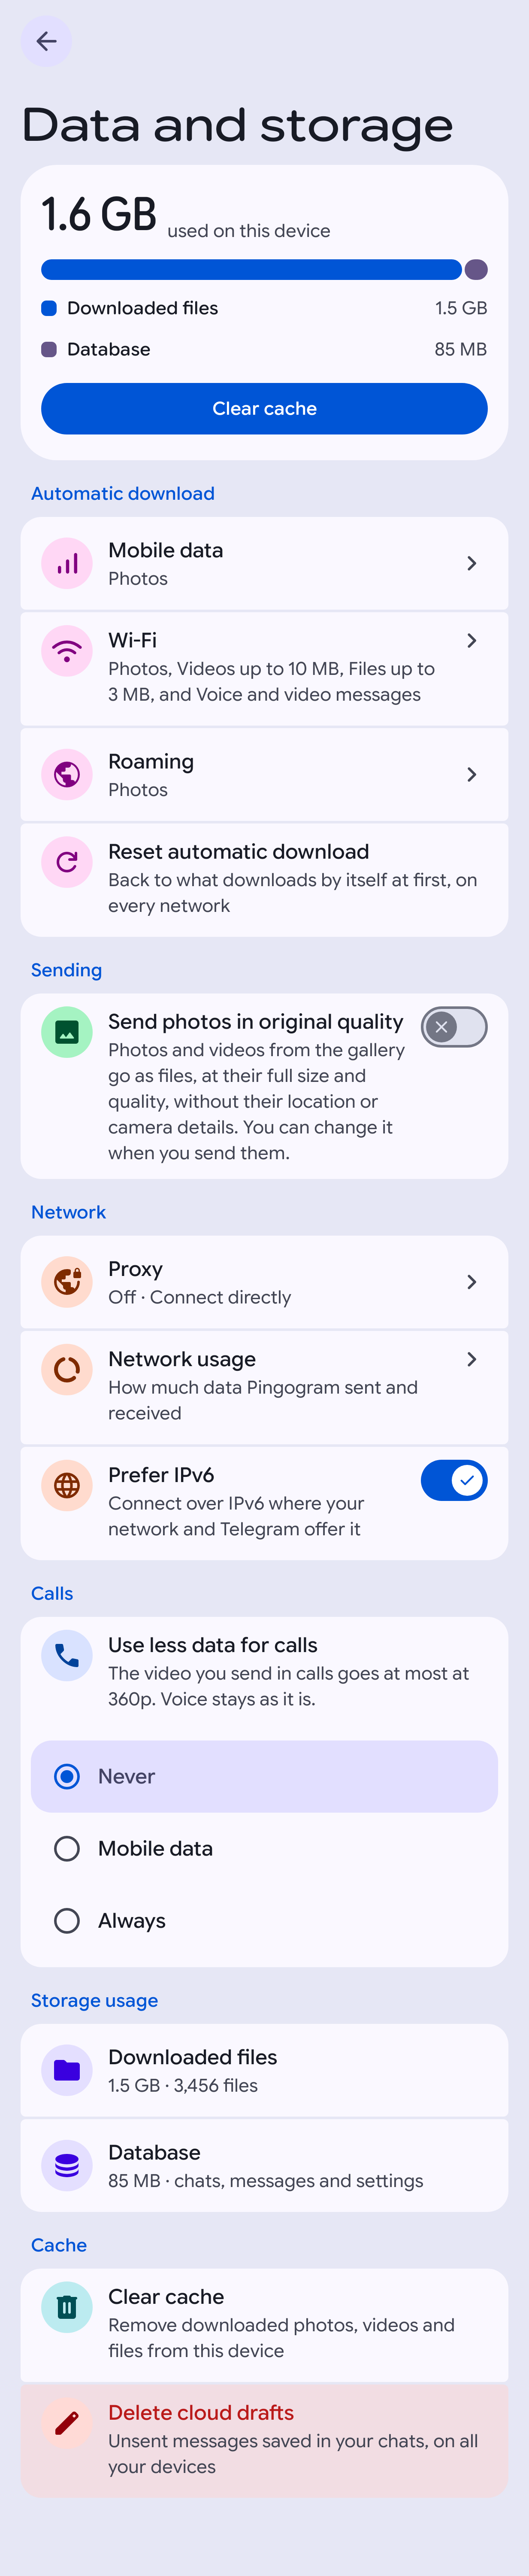 Data and storage
1.6 GB used on this device
Downloaded files 1.5 GB
Database 85 MB
Clear cache
Automatic download
Mobile data
Photos
Wi-Fi
Photos, Videos up to 10 MB, Files up to
3 MB, and Voice and video messages
Roaming
Photos
Reset automatic download
Back to what downloads by itself at first, on
every network
Sending
Send photos in original quality
Photos and videos from the gallery
go as files, at their full size and
quality, without their location or
camera details. You can change it
when you send them.
Network
Proxy
Off · Connect directly
Network usage
How much data Pingogram sent and
received
Prefer IPv6
Connect over IPv6 where your
network and Telegram offer it
Calls
Use less data for calls
The video you send in calls goes at most at
360p. Voice stays as it is.
Never
Mobile data
Always
Storage usage
Downloaded files
1.5 GB · 3,456 files
Database
85 MB · chats, messages and settings
Cache
Clear cache
Remove downloaded photos, videos and
files from this device
Delete cloud drafts
Unsent messages saved in your chats, on all
your devices